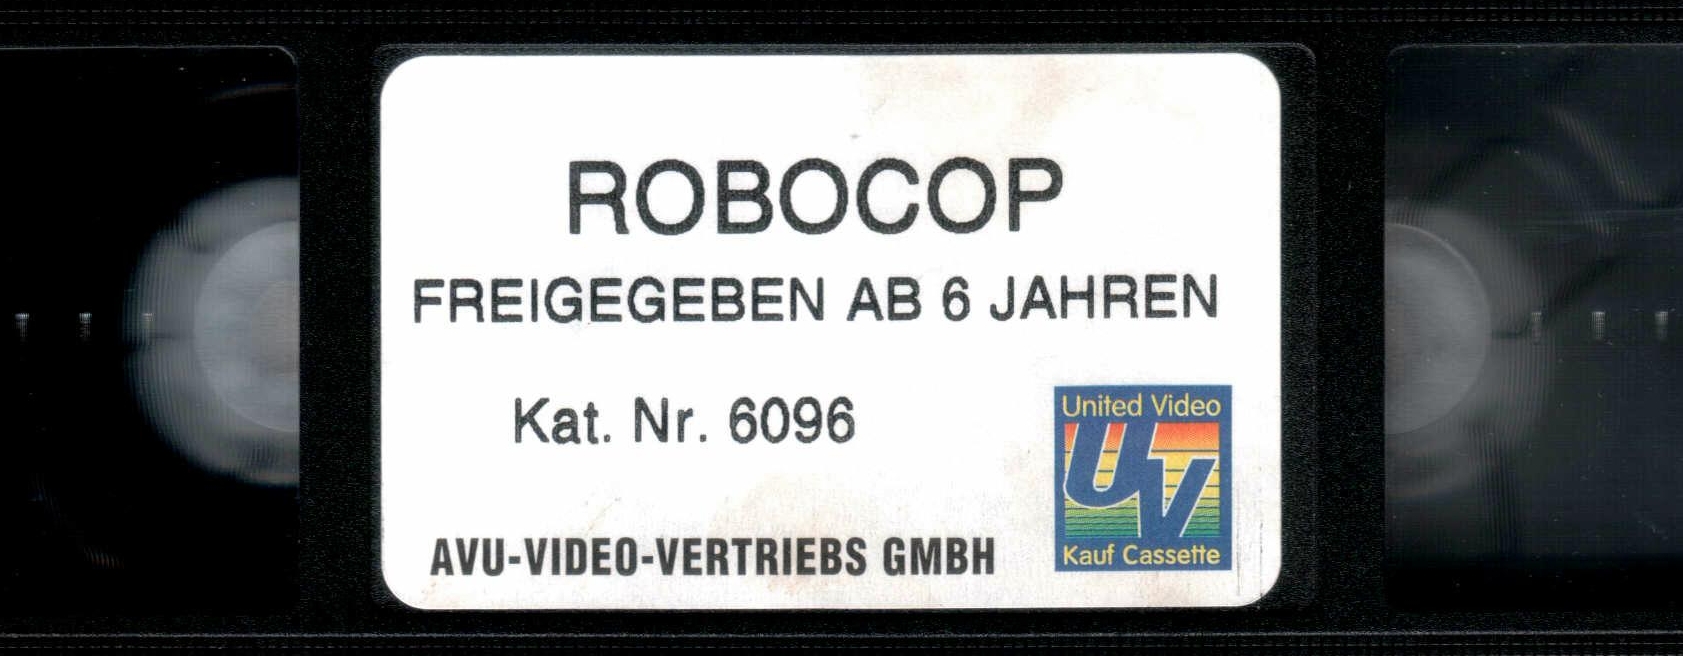 ROBOCOP
FREIGEGEBEN AB 6 JAHREN
Kat. Nr. 6096
United Video
UV
Kauf Cassette
AVU-VIDEO-VERTRIEBS GMBH